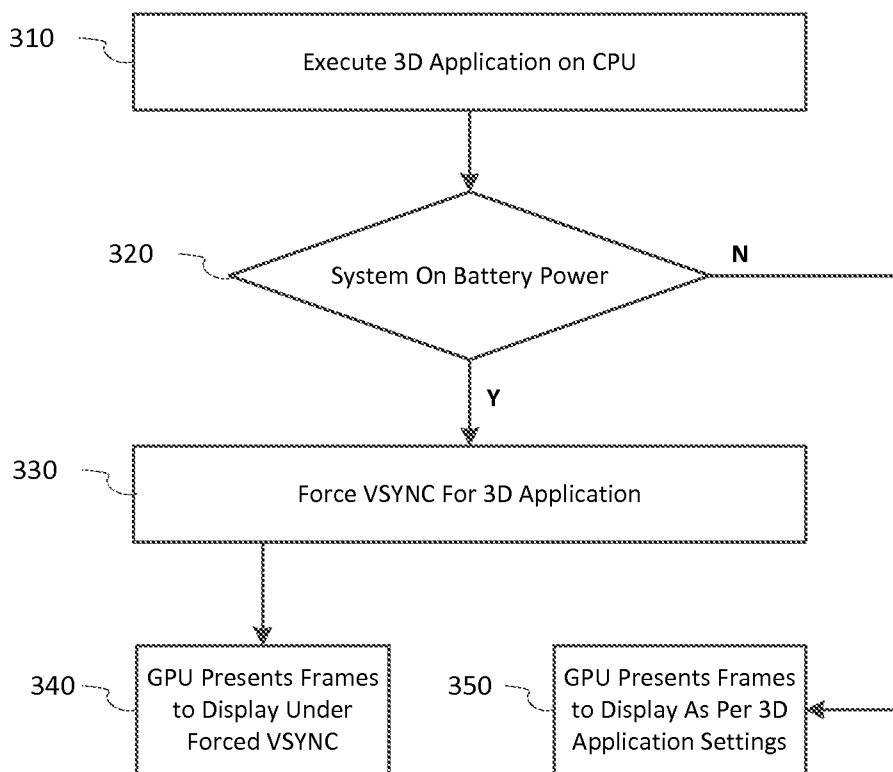 310
Execute 3D Application on CPU
320
System On Battery Power
N
Y
330
Force VSYNC For 3D Application
340
GPU Presents Frames
to Display Under
Forced VSYNC
350
GPU Presents Frames
to Display As Per 3D
Application Settings